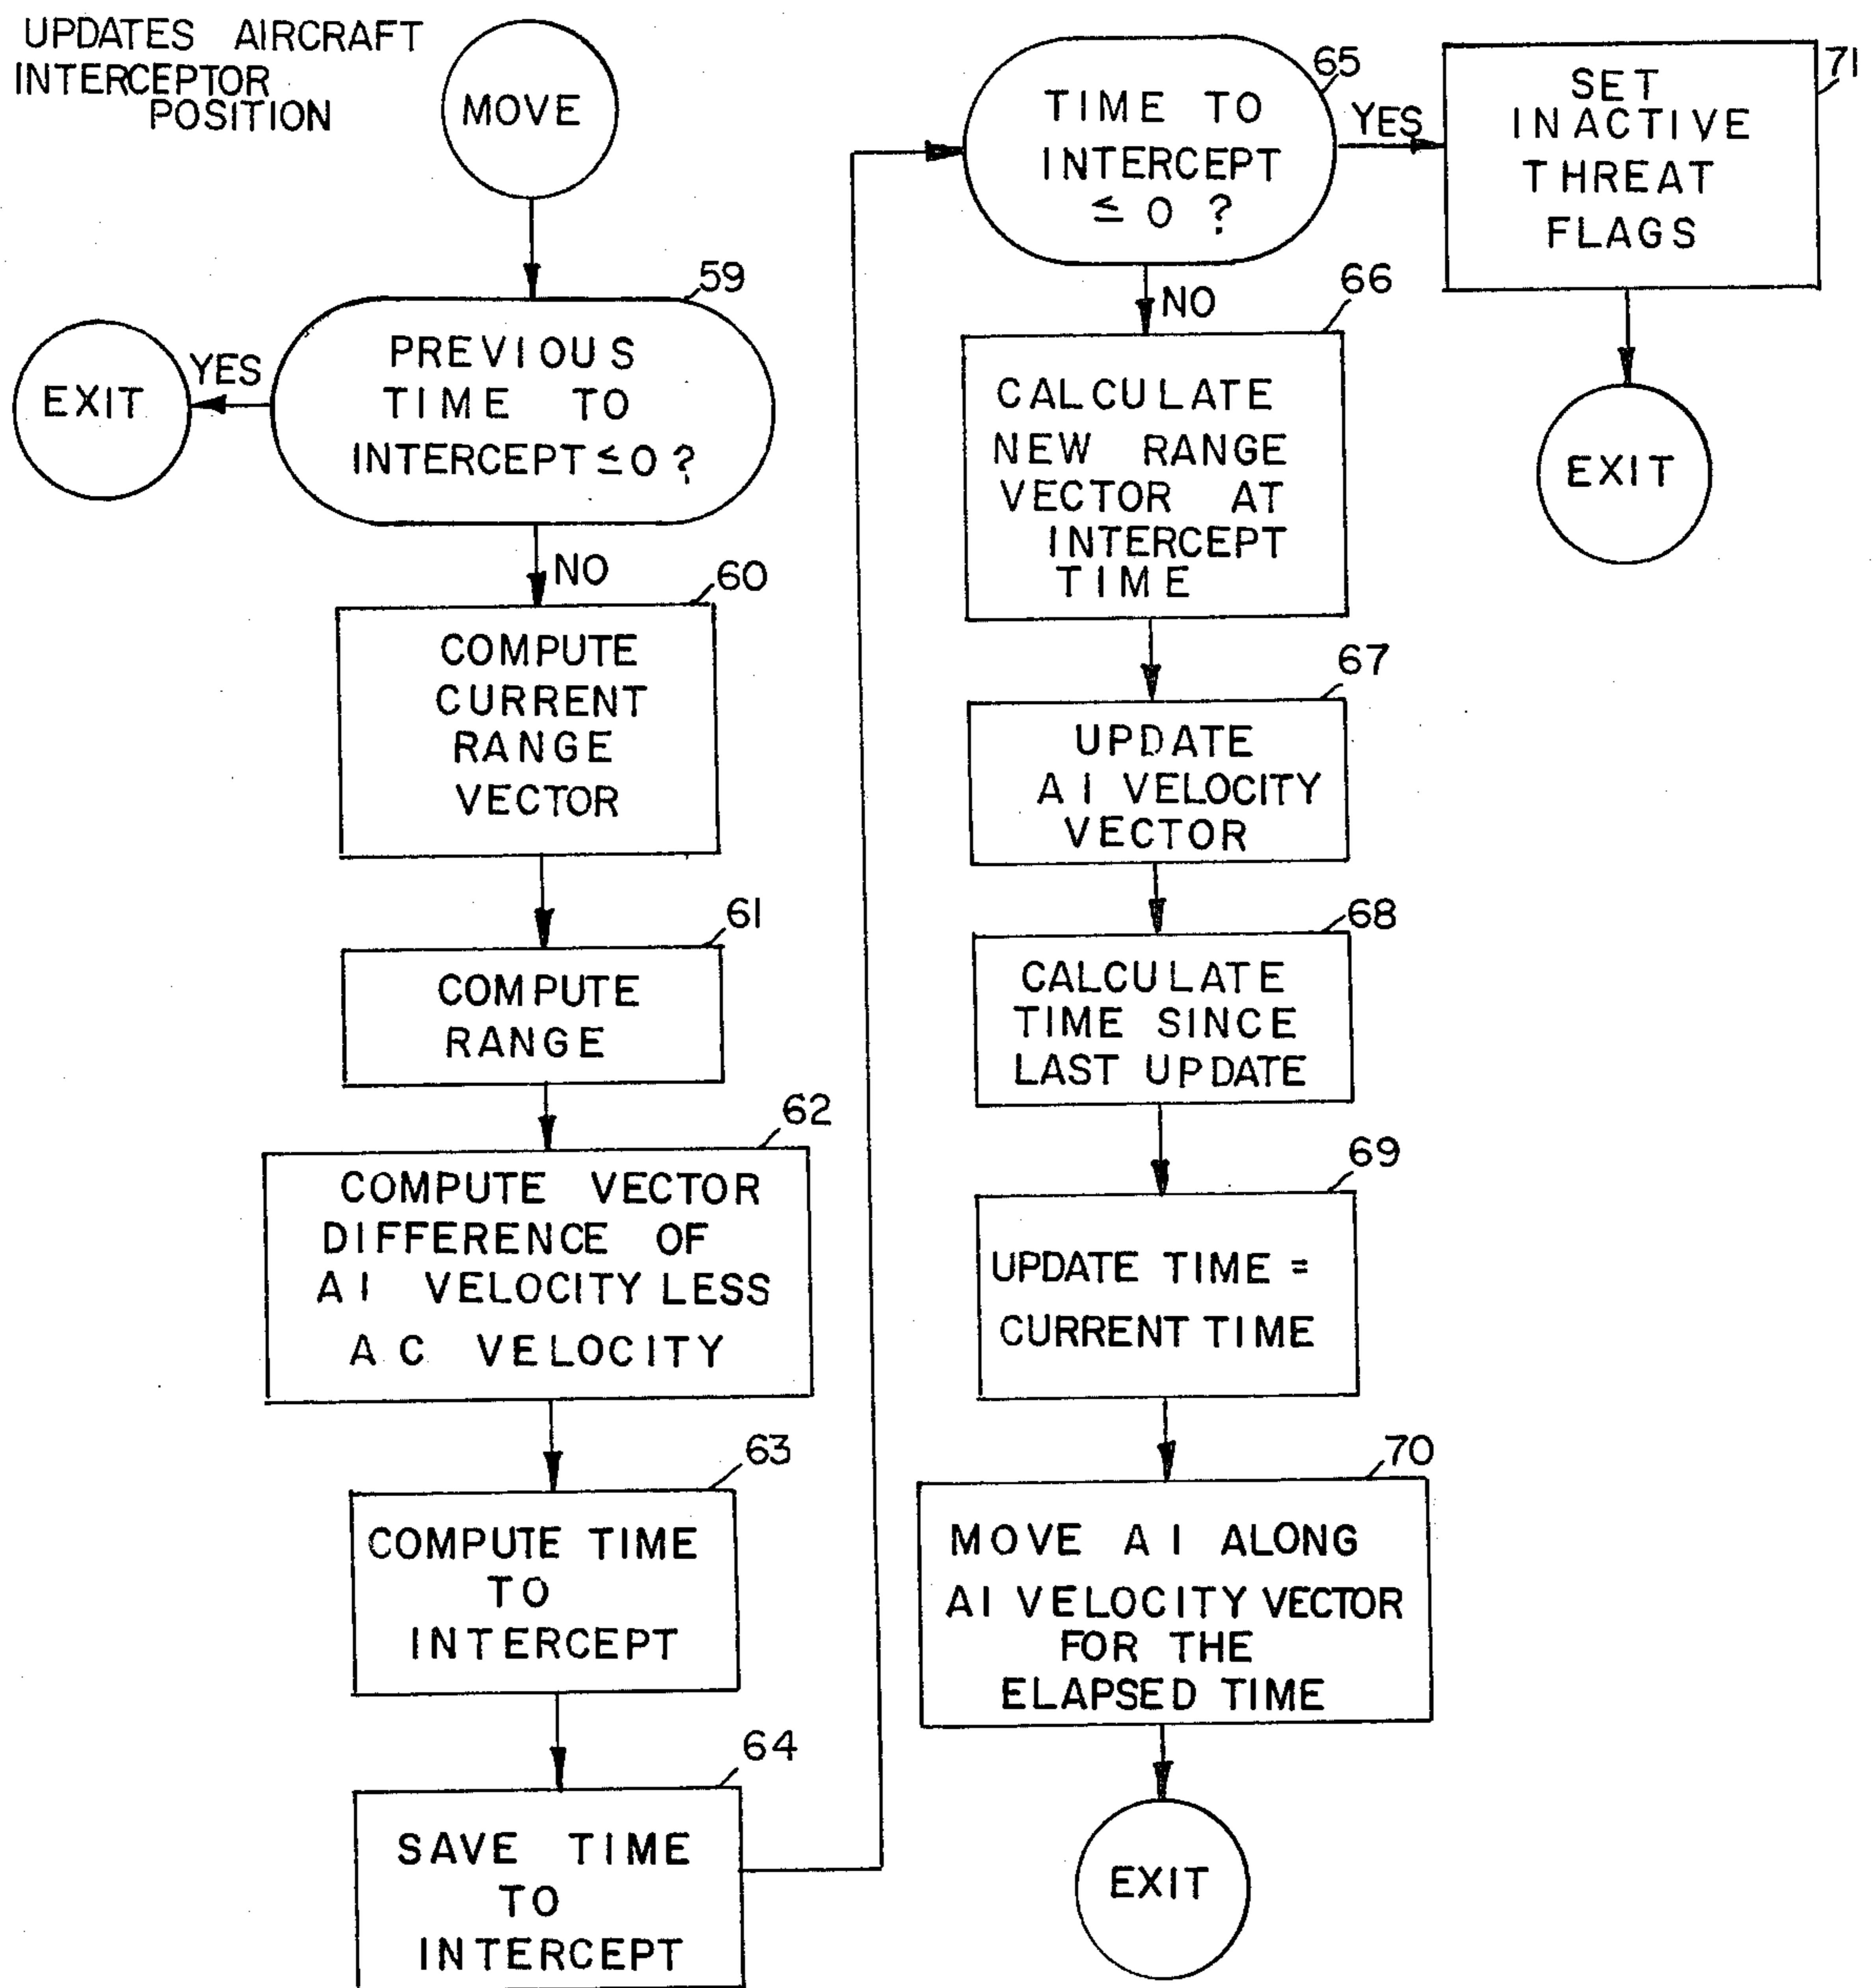 UPDATES AIRCRAFT
INTERCEPTOR
POSITION
MOVE
59
PREVIOUS
TIME TO
INTERCEPT ≤ 0 ?
YES
EXIT
NO
60
COMPUTE
CURRENT
RANGE
VECTOR
61
COMPUTE
RANGE
62
COMPUTE VECTOR
DIFFERENCE OF
AI VELOCITY LESS
AC VELOCITY
63
COMPUTE TIME
TO
INTERCEPT
64
SAVE TIME
TO
INTERCEPT
65
TIME TO
INTERCEPT
≤ 0 ?
YES
71
SET
INACTIVE
THREAT
FLAGS
EXIT
NO
66
CALCULATE
NEW RANGE
VECTOR AT
INTERCEPT
TIME
67
UPDATE
AI VELOCITY
VECTOR
68
CALCULATE
TIME SINCE
LAST UPDATE
69
UPDATE TIME =
CURRENT TIME
70
MOVE AI ALONG
AI VELOCITY VECTOR
FOR THE
ELAPSED TIME
EXIT